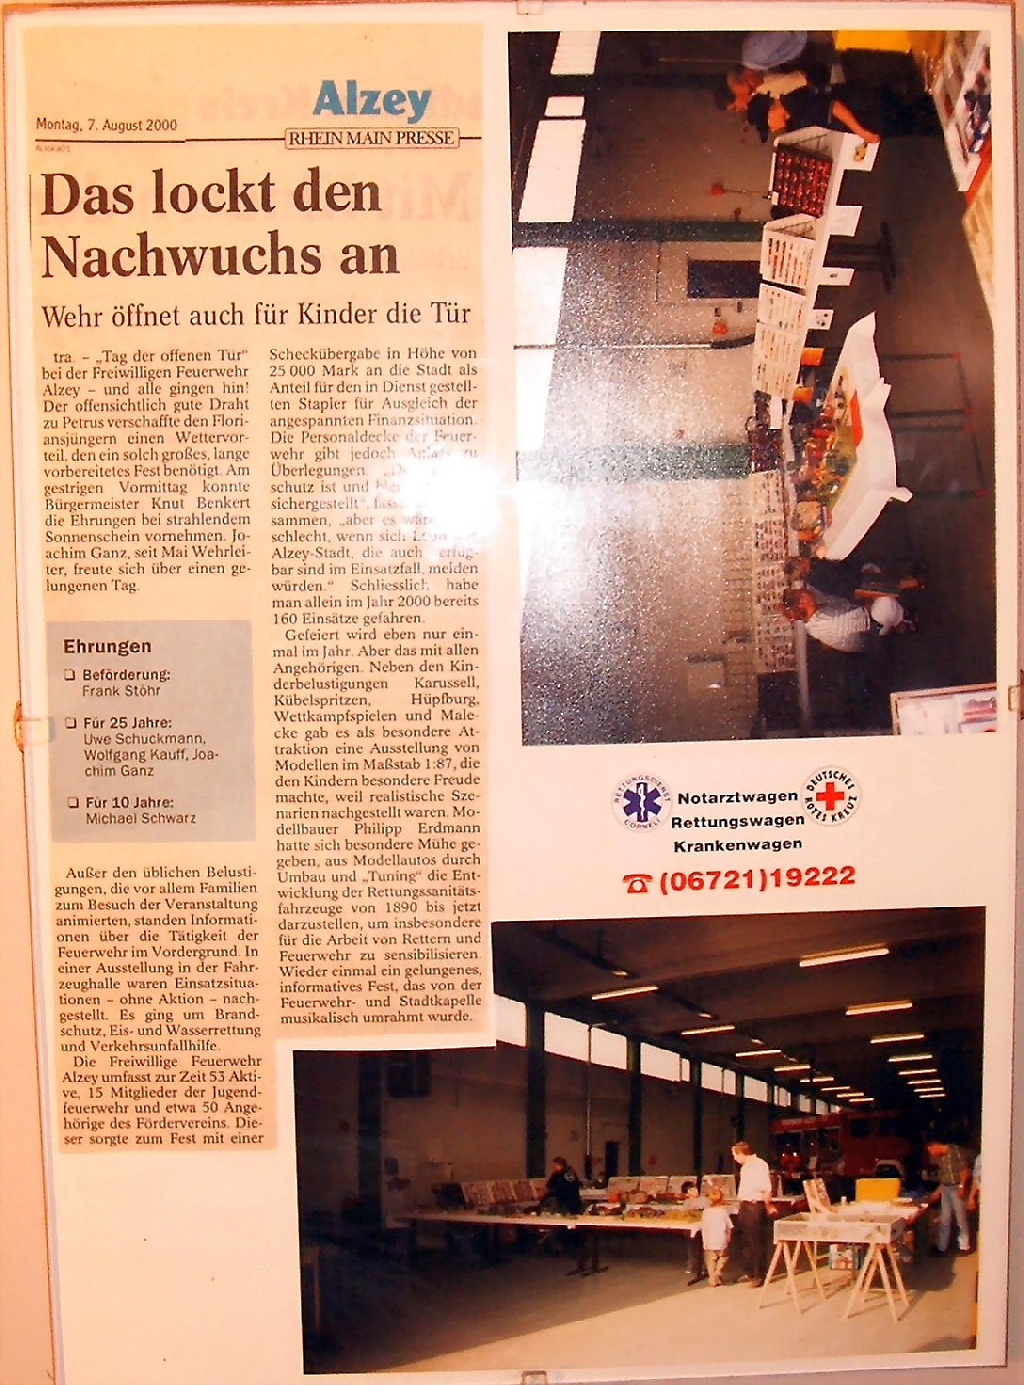 Alzey
Montag, 7. August 2000
RHEIN MAIN PRESSE
Das lockt den
Nachwuchs an
Wehr öffnet auch für Kinder die Tür
tra. – „Tag der offenen Tür“
bei der Freiwilligen Feuerwehr
Alzey – und alle gingen hin!
Der offensichtlich gute Draht
zu Petrus verschaffte den Flori-
ansjüngern einen Wettervor-
teil, den ein solch großes, lange
vorbereitetes Fest benötigt. Am
gestrigen Vormittag konnte
Bürgermeister Knut Benkert
die Ehrungen bei strahlendem
Sonnenschein vornehmen. Jo-
achim Ganz, seit Mai Wehrlei-
ter, freute sich über einen ge-
lungenen Tag.
Ehrungen
❑ Beförderung:
Frank Stöhr
❑ Für 25 Jahre:
Uwe Schuckmann,
Wolfgang Kauff, Joa-
chim Ganz
❑ Für 10 Jahre:
Michael Schwarz
Außer den üblichen Belusti-
gungen, die vor allem Familien
zum Besuch der Veranstaltung
animierten, standen Informati-
onen über die Tätigkeit der
Feuerwehr im Vordergrund. In
einer Ausstellung in der Fahr-
zeughalle waren Einsatzsitua-
tionen – ohne Aktion – nach-
gestellt. Es ging um Brand-
schutz, Eis- und Wasserrettung
und Verkehrsunfallhilfe.
Die Freiwillige Feuerwehr
Alzey umfasst zur Zeit 53 Akti-
ve, 15 Mitglieder der Jugend-
feuerwehr und etwa 50 Ange-
hörige des Fördervereins. Die-
ser sorgte zum Fest mit einer
Scheckübergabe in Höhe von
25 000 Mark an die Stadt als
Anteil für den in Dienst gestell-
ten Stapler für Ausgleich der
angespannten Finanzsituation.
Die Personaldecke der Feuer-
wehr gibt jedoch Anlass zu
Überlegungen.
schutz ist und
sichergestellt“,
sammen, „aber es
schlecht, wenn sich
Alzey-Stadt, die auch verfüg-
bar sind im Einsatzfall, melden
würden.“ Schliesslich habe
man allein im Jahr 2000 bereits
160 Einsätze gefahren.
Gefeiert wird eben nur ein-
mal im Jahr. Aber das mit allen
Angehörigen. Neben den Kin-
derbelustigungen Karussell,
Kübelspritzen, Hüpfburg,
Wettkampfspielen und Male-
cke gab es als besondere At-
traktion eine Ausstellung von
Modellen im Maßstab 1:87, die
den Kindern besondere Freude
machte, weil realistische Sze-
narien nachgestellt waren. Mo-
dellbauer Philipp Erdmann
hatte sich besondere Mühe ge-
geben, aus Modellautos durch
Umbau und „Tuning“ die Ent-
wicklung der Rettungssanitäts-
fahrzeuge von 1890 bis jetzt
darzustellen, um insbesondere
für die Arbeit von Rettern und
Feuerwehr zu sensibilisieren.
Wieder einmal ein gelungenes,
informatives Fest, das von der
Feuerwehr- und Stadtkapelle
musikalisch umrahmt wurde.
RETTUNGSDIENST
DEUTSCHES ROTES KREUZ
Notarztwagen
Rettungswagen
Krankenwagen
☎ (06721)19222